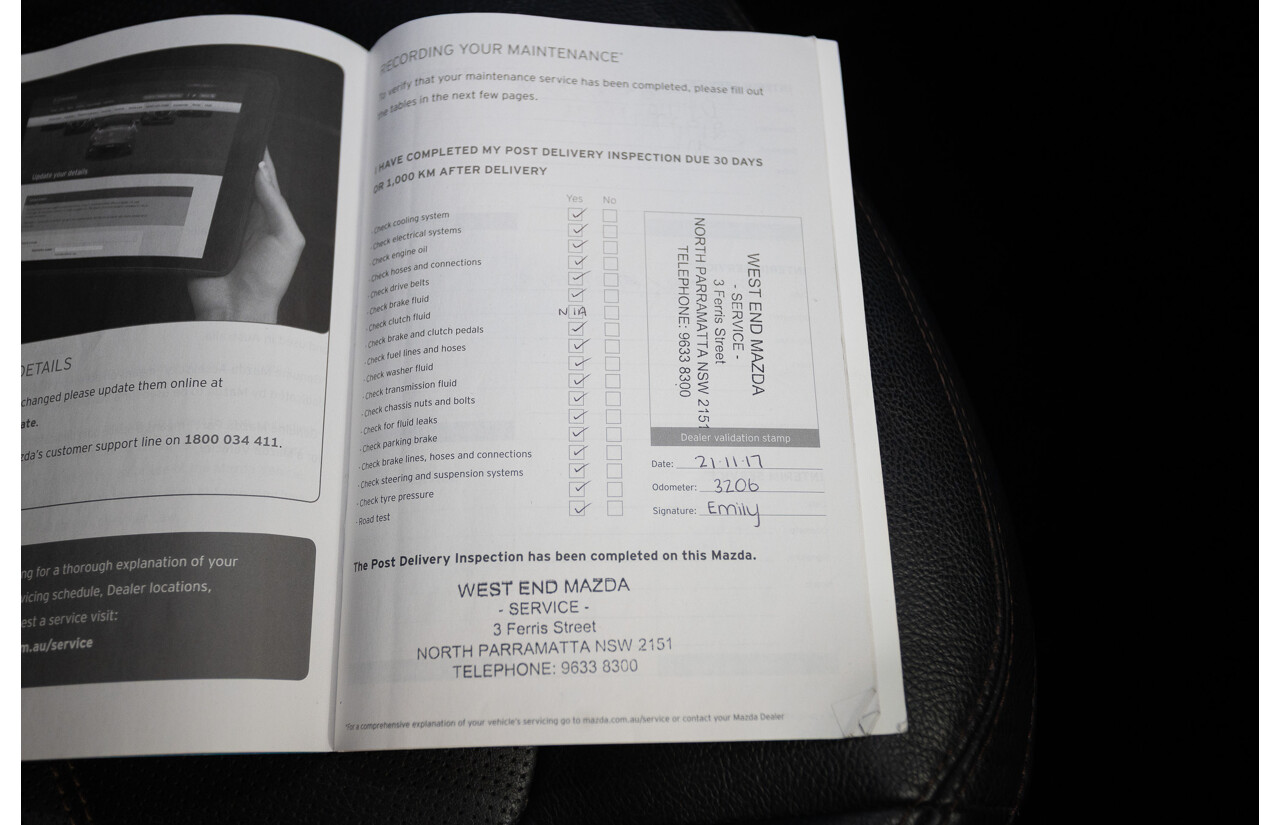 Update your details
DETAILS
changed please update them online at
ate.
zda's customer support line on 1800 034 411.
ng for a thorough explanation of your
vicing schedule, Dealer locations,
est a service visit:
m.au/service
RECORDING YOUR MAINTENANCE*
To verify that your maintenance service has been completed, please fill out
the tables in the next few pages.
I HAVE COMPLETED MY POST DELIVERY INSPECTION DUE 30 DAYS
OR 1,000 KM AFTER DELIVERY
Yes No
- Check cooling system
- Check electrical systems
- Check engine oil
- Check hoses and connections
- Check drive belts
- Check brake fluid
- Check clutch fluid N/A
- Check brake and clutch pedals
- Check fuel lines and hoses
- Check washer fluid
- Check transmission fluid
- Check chassis nuts and bolts
- Check for fluid leaks
- Check parking brake
- Check brake lines, hoses and connections
- Check steering and suspension systems
- Check tyre pressure
- Road test
WEST END MAZDA
- SERVICE -
3 Ferris Street
NORTH PARRAMATTA NSW 2151
TELEPHONE: 9633 8300
Dealer validation stamp
Date: 21.11.17
Odometer: 3206
Signature: Emily
The Post Delivery Inspection has been completed on this Mazda.
WEST END MAZDA
- SERVICE -
3 Ferris Street
NORTH PARRAMATTA NSW 2151
TELEPHONE: 9633 8300
*For a comprehensive explanation of your vehicle's servicing go to mazda.com.au/service or contact your Mazda Dealer